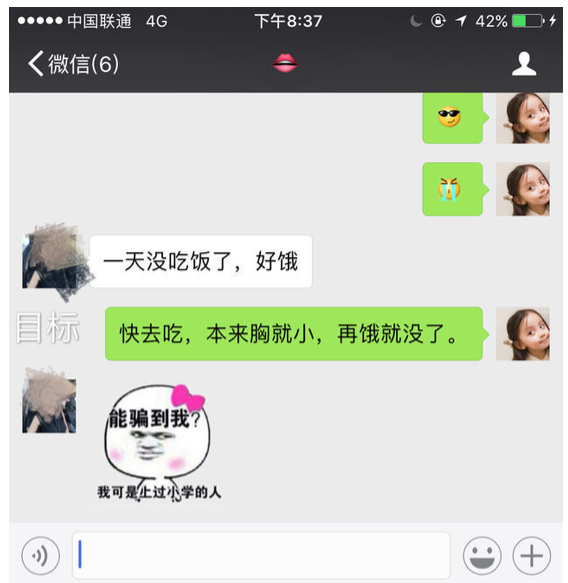 中国联通 4G 下午8:37 42%
微信(6)
一天没吃饭了，好饿
目标
快去吃，本来胸就小，再饿就没了。
能骗到我?
我可是上过小学的人